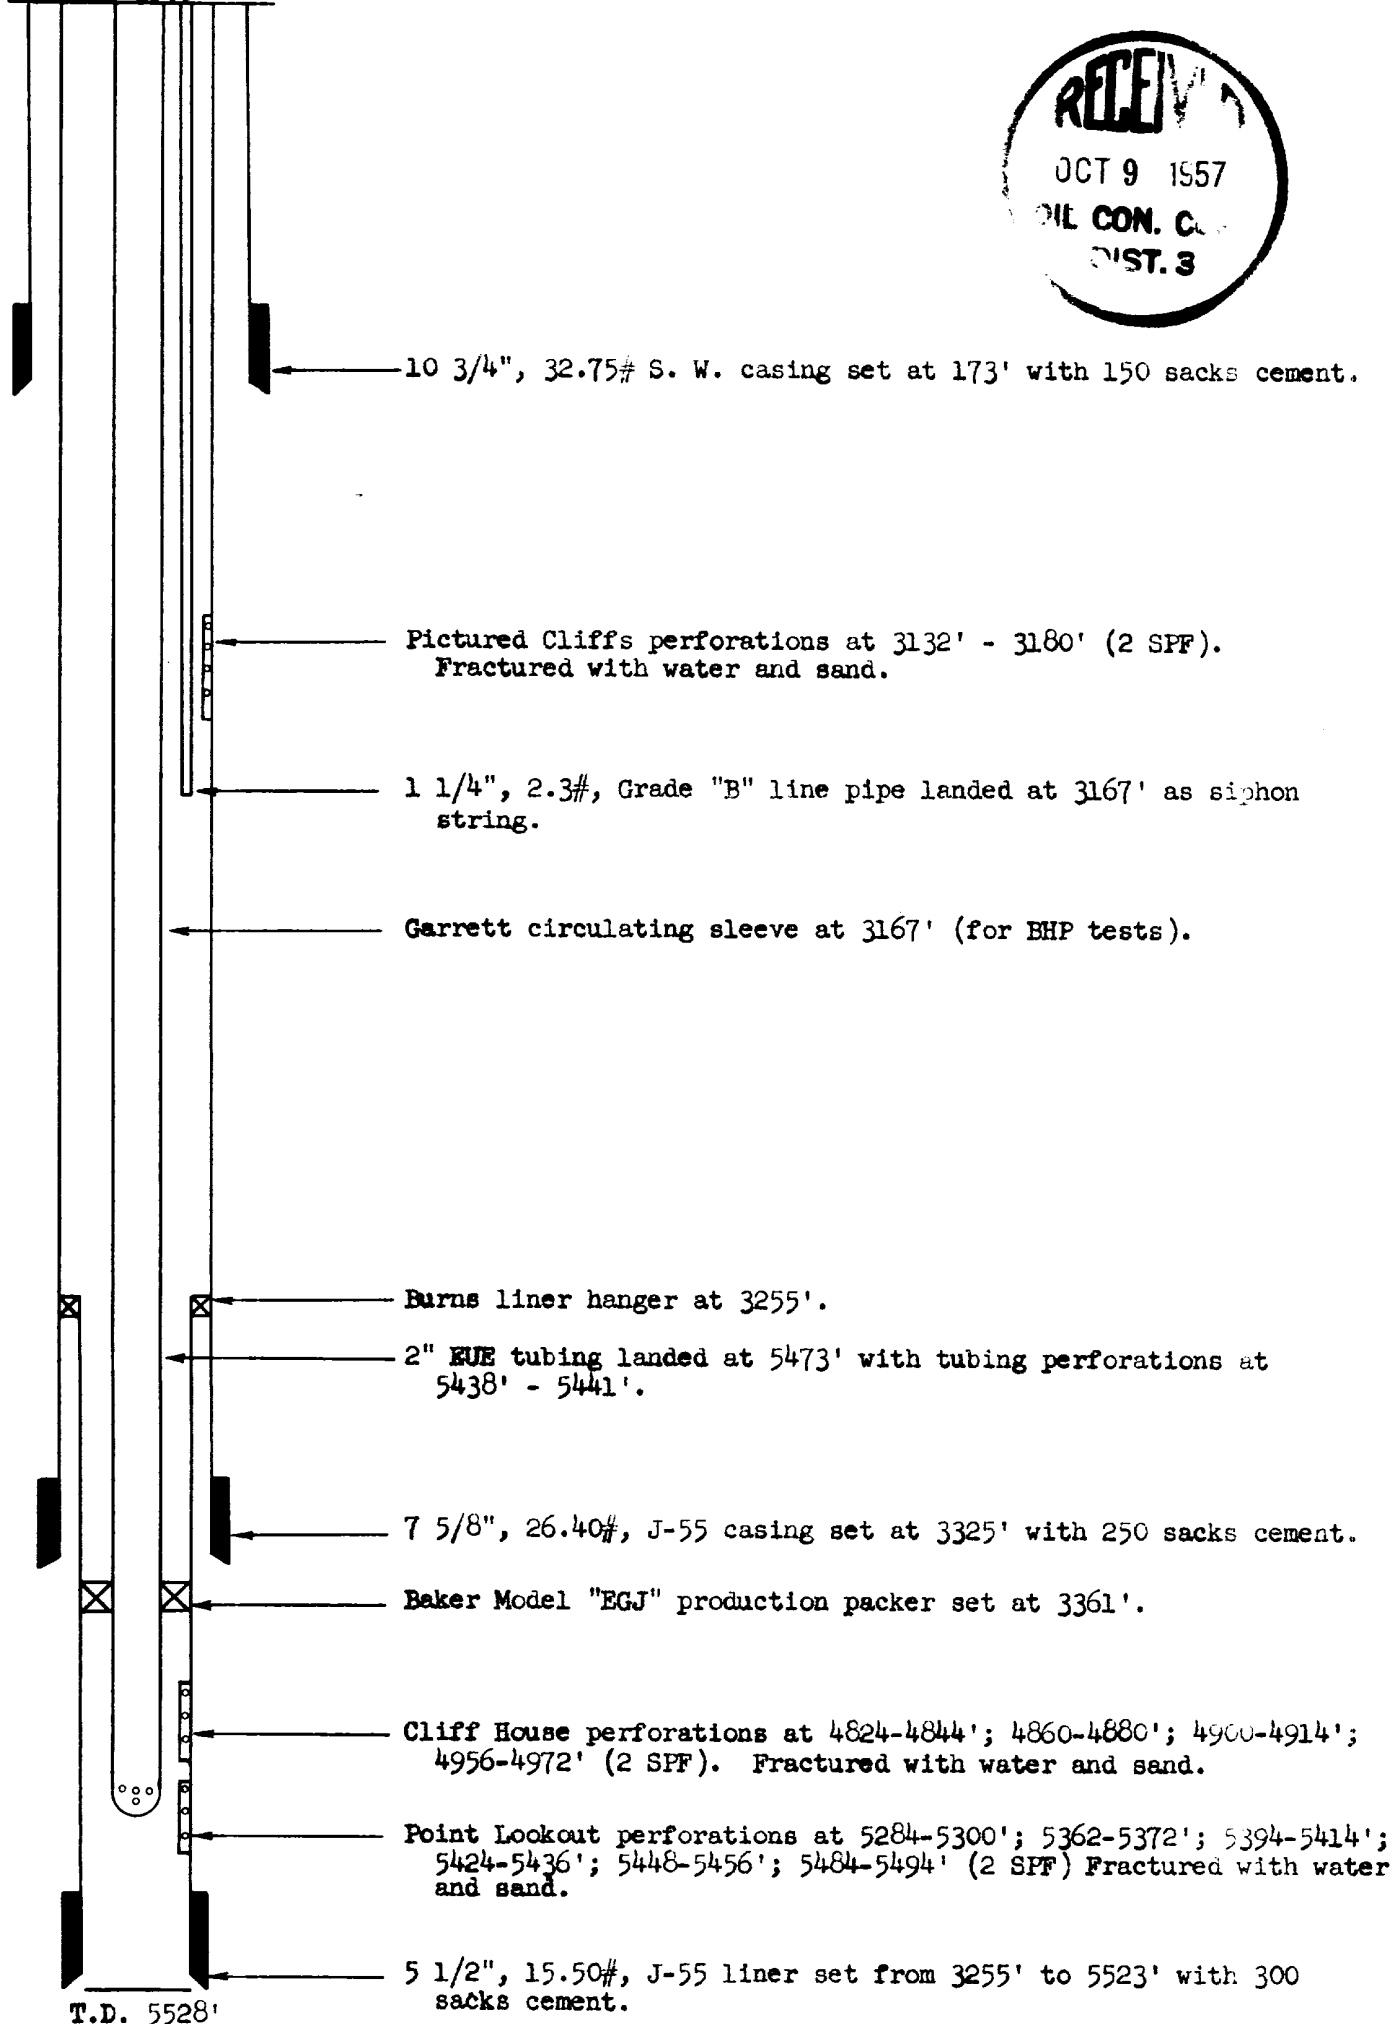 OCT 9 1957
OIL CON. C
DIST. 3
10 3/4", 32.75# S. W. casing set at 173' with 150 sacks cement.
Pictured Cliffs perforations at 3132' - 3180' (2 SPF).
Fractured with water and sand.
1 1/4", 2.3#, Grade "B" line pipe landed at 3167' as siphon
string.
Garrett circulating sleeve at 3167' (for BHP tests).
Burns liner hanger at 3255'.
2" EUE tubing landed at 5473' with tubing perforations at
5438' - 5441'.
7 5/8", 26.40#, J-55 casing set at 3325' with 250 sacks cement.
Baker Model "EGJ" production packer set at 3361'.
Cliff House perforations at 4824-4844'; 4860-4880'; 4900-4914';
4956-4972' (2 SPF). Fractured with water and sand.
Point Lookout perforations at 5284-5300'; 5362-5372'; 5394-5414';
5424-5436'; 5448-5456'; 5484-5494' (2 SPF) Fractured with water
and sand.
5 1/2", 15.50#, J-55 liner set from 3255' to 5523' with 300
sacks cement.
T.D. 5528'